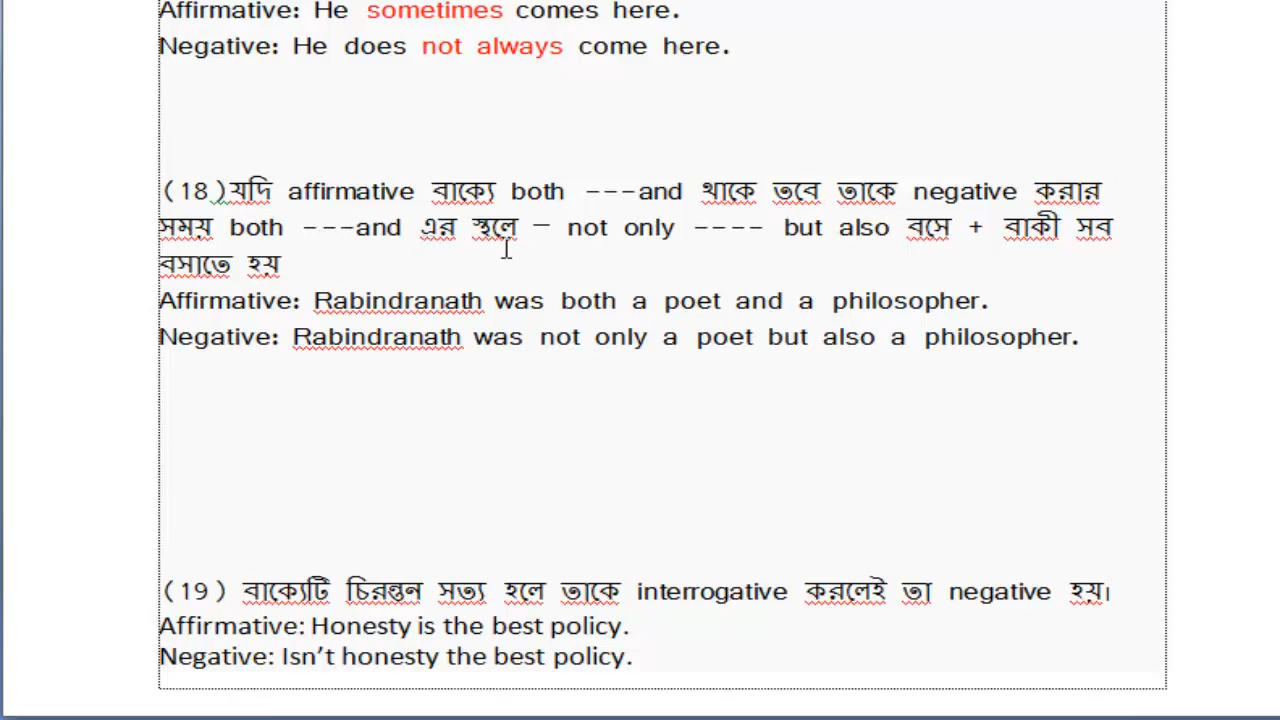 Affirmative: He sometimes comes here.
Negative: He does not always come here.
(18)যদি affirmative বাক্যে both ---and থাকে তবে তাকে negative করার
সময় both ---and এর স্থলে – not only ---- but also বসে + বাকী সব
বসাতে হয়
Affirmative: Rabindranath was both a poet and a philosopher.
Negative: Rabindranath was not only a poet but also a philosopher.
(19) বাক্যেটি চিরন্তন সত্য হলে তাকে interrogative করলেই তা negative হয়।
Affirmative: Honesty is the best policy.
Negative: Isn’t honesty the best policy.